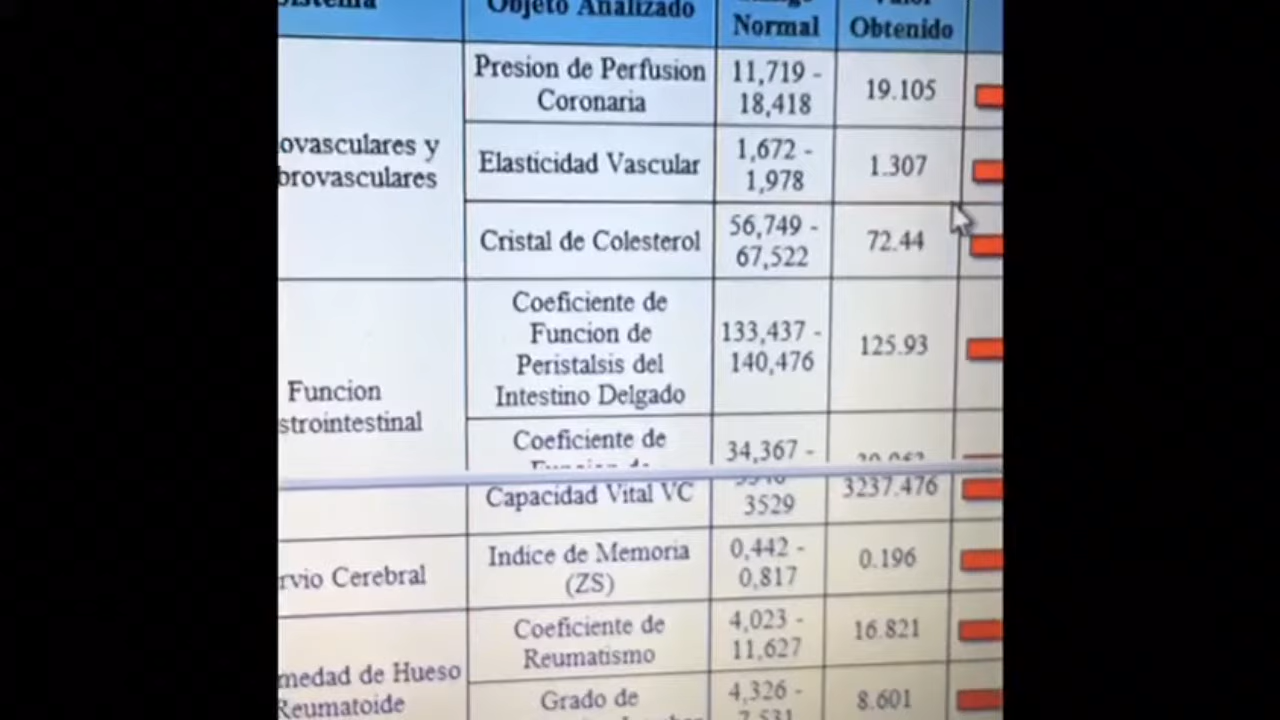 Objeto Analizado
Normal
Obtenido
ovasculares y
brovasculares
Presion de Perfusion
Coronaria
11,719 -
18,418
19.105
Elasticidad Vascular
1,672 -
1,978
1.307
Cristal de Colesterol
56,749 -
67,522
72.44
Funcion
strointestinal
Coeficiente de
Funcion de
Peristalsis del
Intestino Delgado
133,437 -
140,476
125.93
Coeficiente de
34,367 -
Capacidad Vital VC
3529
3237.476
rvio Cerebral
Indice de Memoria
(ZS)
0,442 -
0,817
0.196
medad de Hueso
Reumatoide
Coeficiente de
Reumatismo
4,023 -
11,627
16.821
Grado de
4,326 -
7,531
8.601